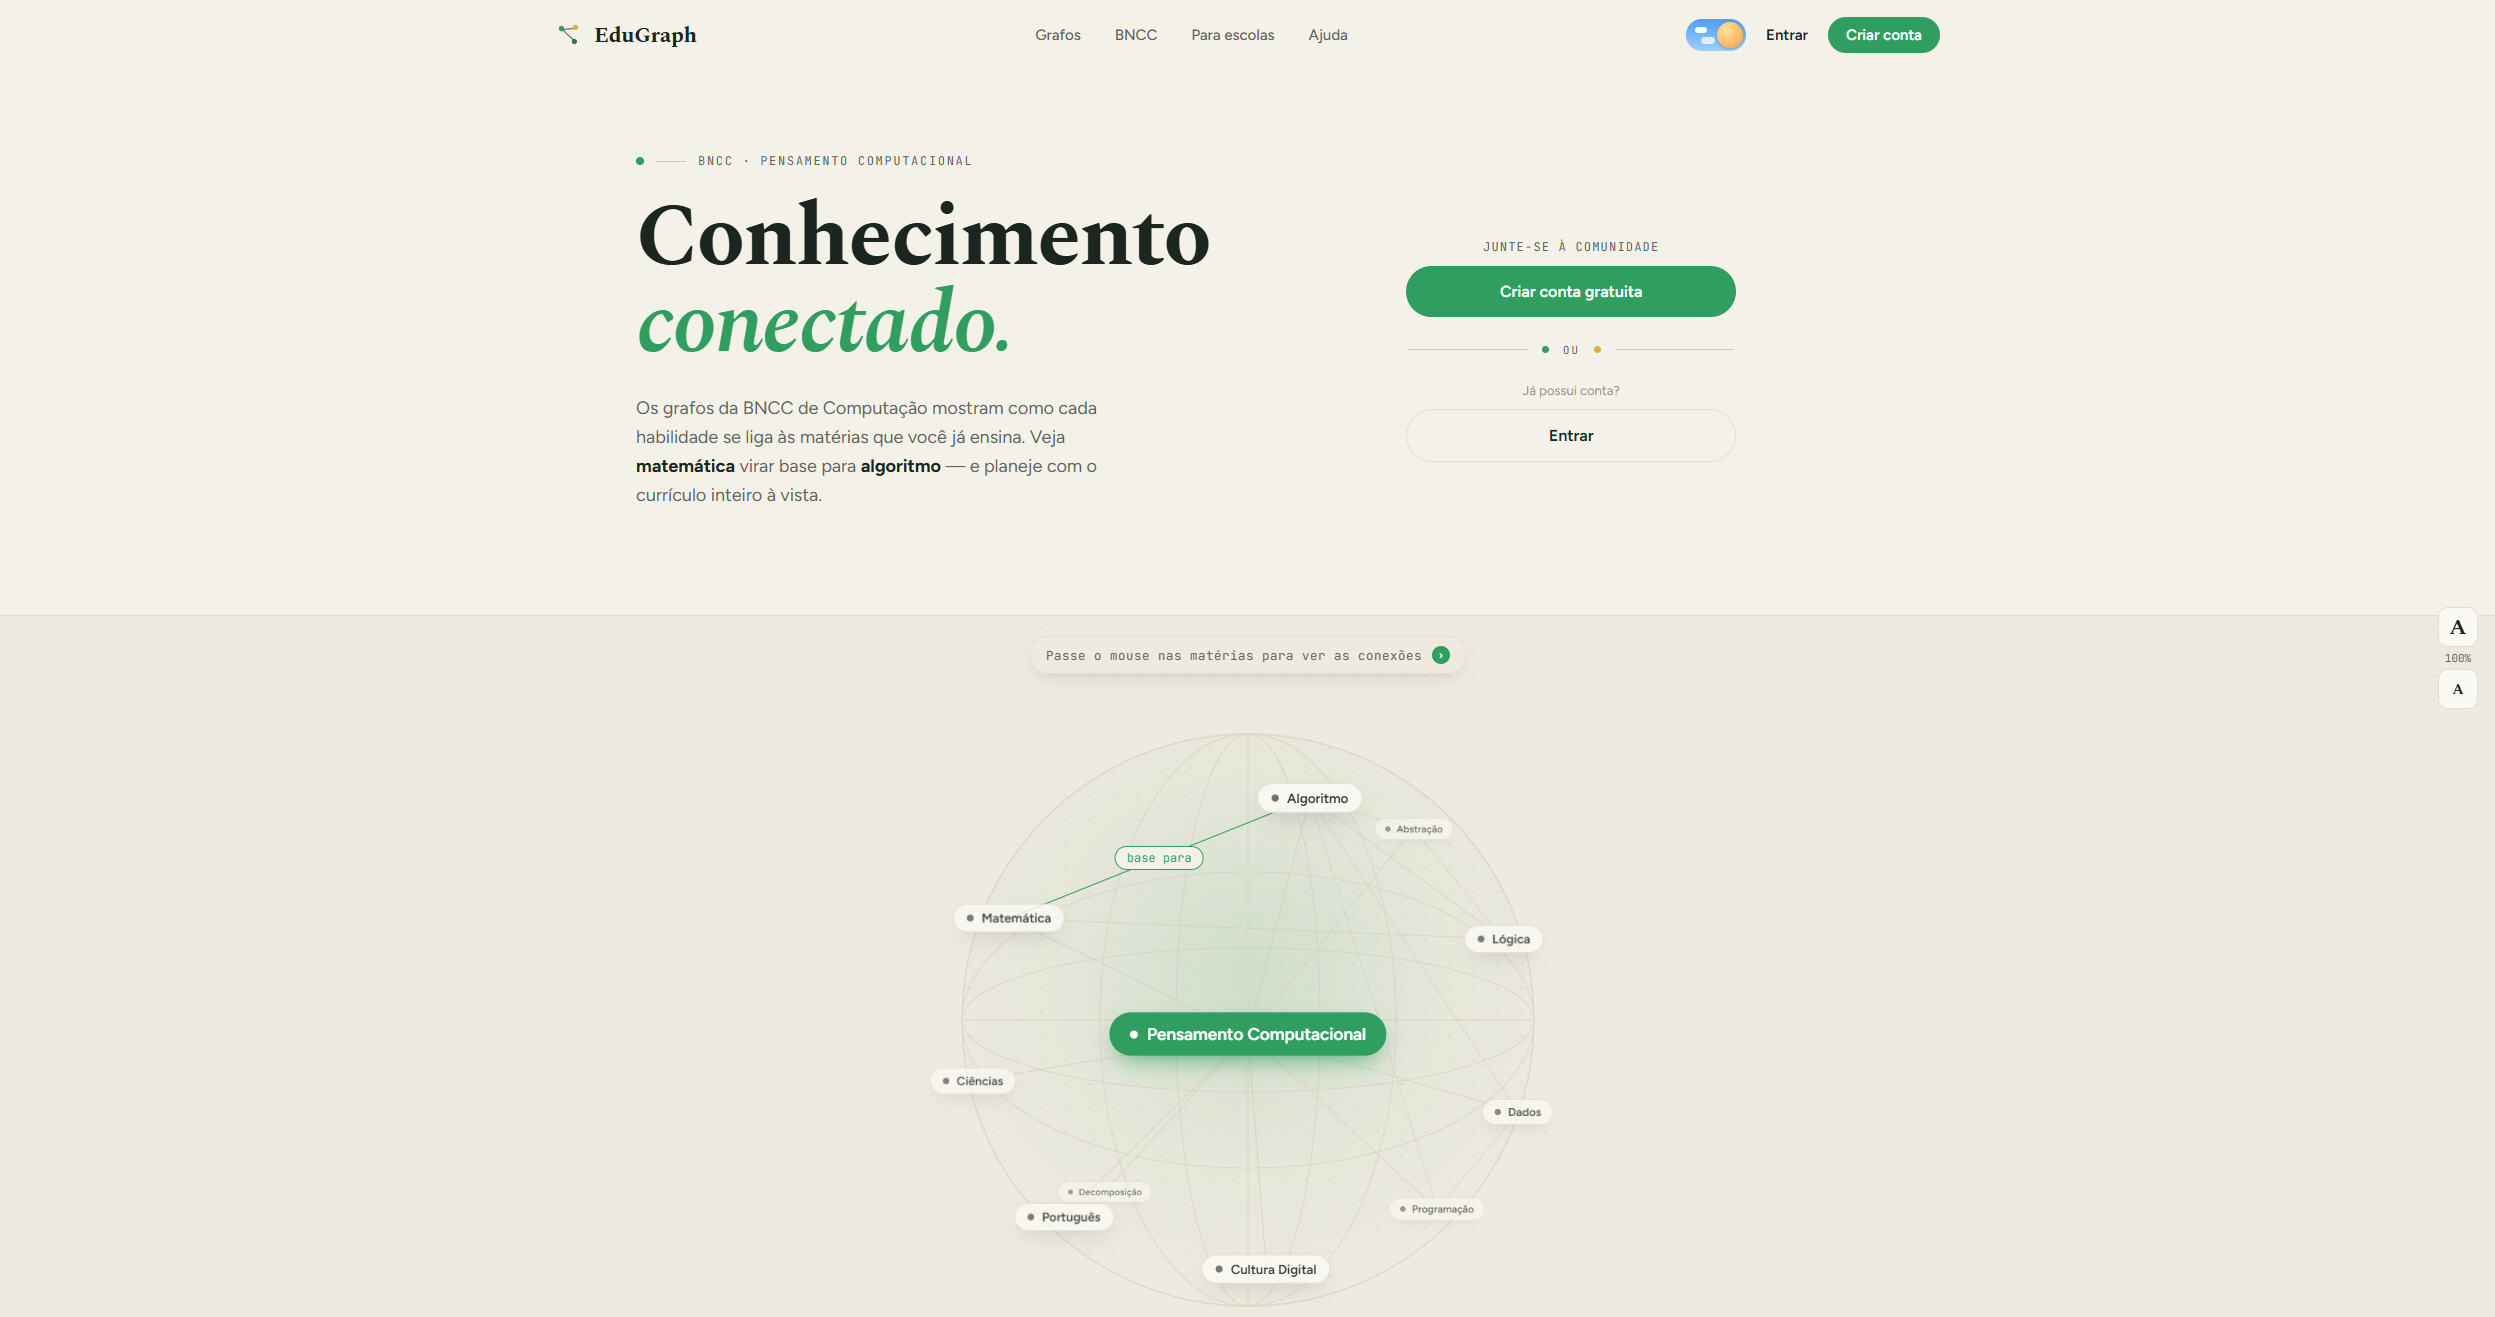 EduGraph
Grafos
BNCC
Para escolas
Ajuda
Entrar
Criar conta
BNCC · PENSAMENTO COMPUTACIONAL
Conhecimento
conectado.
Os grafos da BNCC de Computação mostram como cada
habilidade se liga às matérias que você já ensina. Veja
matemática virar base para algoritmo — e planeje com o
currículo inteiro à vista.
JUNTE-SE À COMUNIDADE
Criar conta gratuita
OU
Já possui conta?
Entrar
Passe o mouse nas matérias para ver as conexões
A
100%
A
Algoritmo
Abstração
base para
Matemática
Lógica
Pensamento Computacional
Ciências
Dados
Decomposição
Português
Programação
Cultura Digital